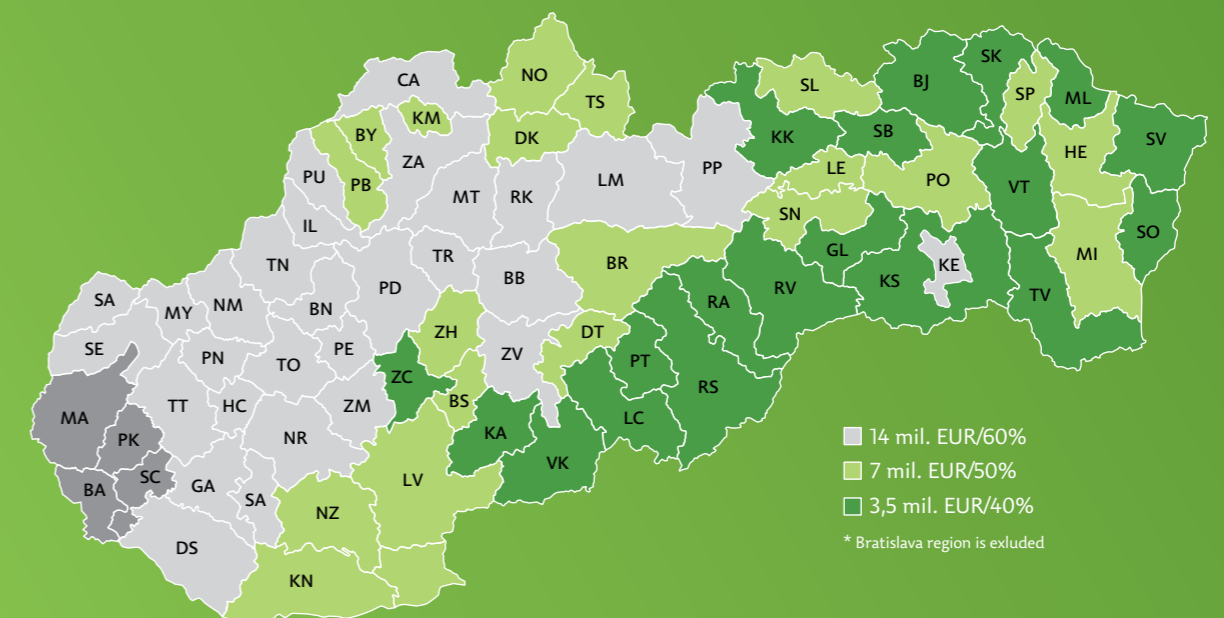 CA
NO
TS
KM
BY
DK
ZA
PU
PB
MT
RK
LM
PP
IL
TN
TR
BB
BR
PD
SA
MY
NM
BN
ZH
DT
SE
PN
TO
PE
ZC
ZV
MA
TT
HC
ZM
BS
PK
NR
KA
SC
BA
GA
SA
LV
VK
NZ
DS
KN
SL
BJ
SK
SP
ML
KK
SB
HE
SV
LE
PO
VT
SN
SO
GL
KE
MI
RV
KS
TV
RA
PT
RS
LC
14 mil. EUR/60%
7 mil. EUR/50%
3,5 mil. EUR/40%
* Bratislava region is exluded